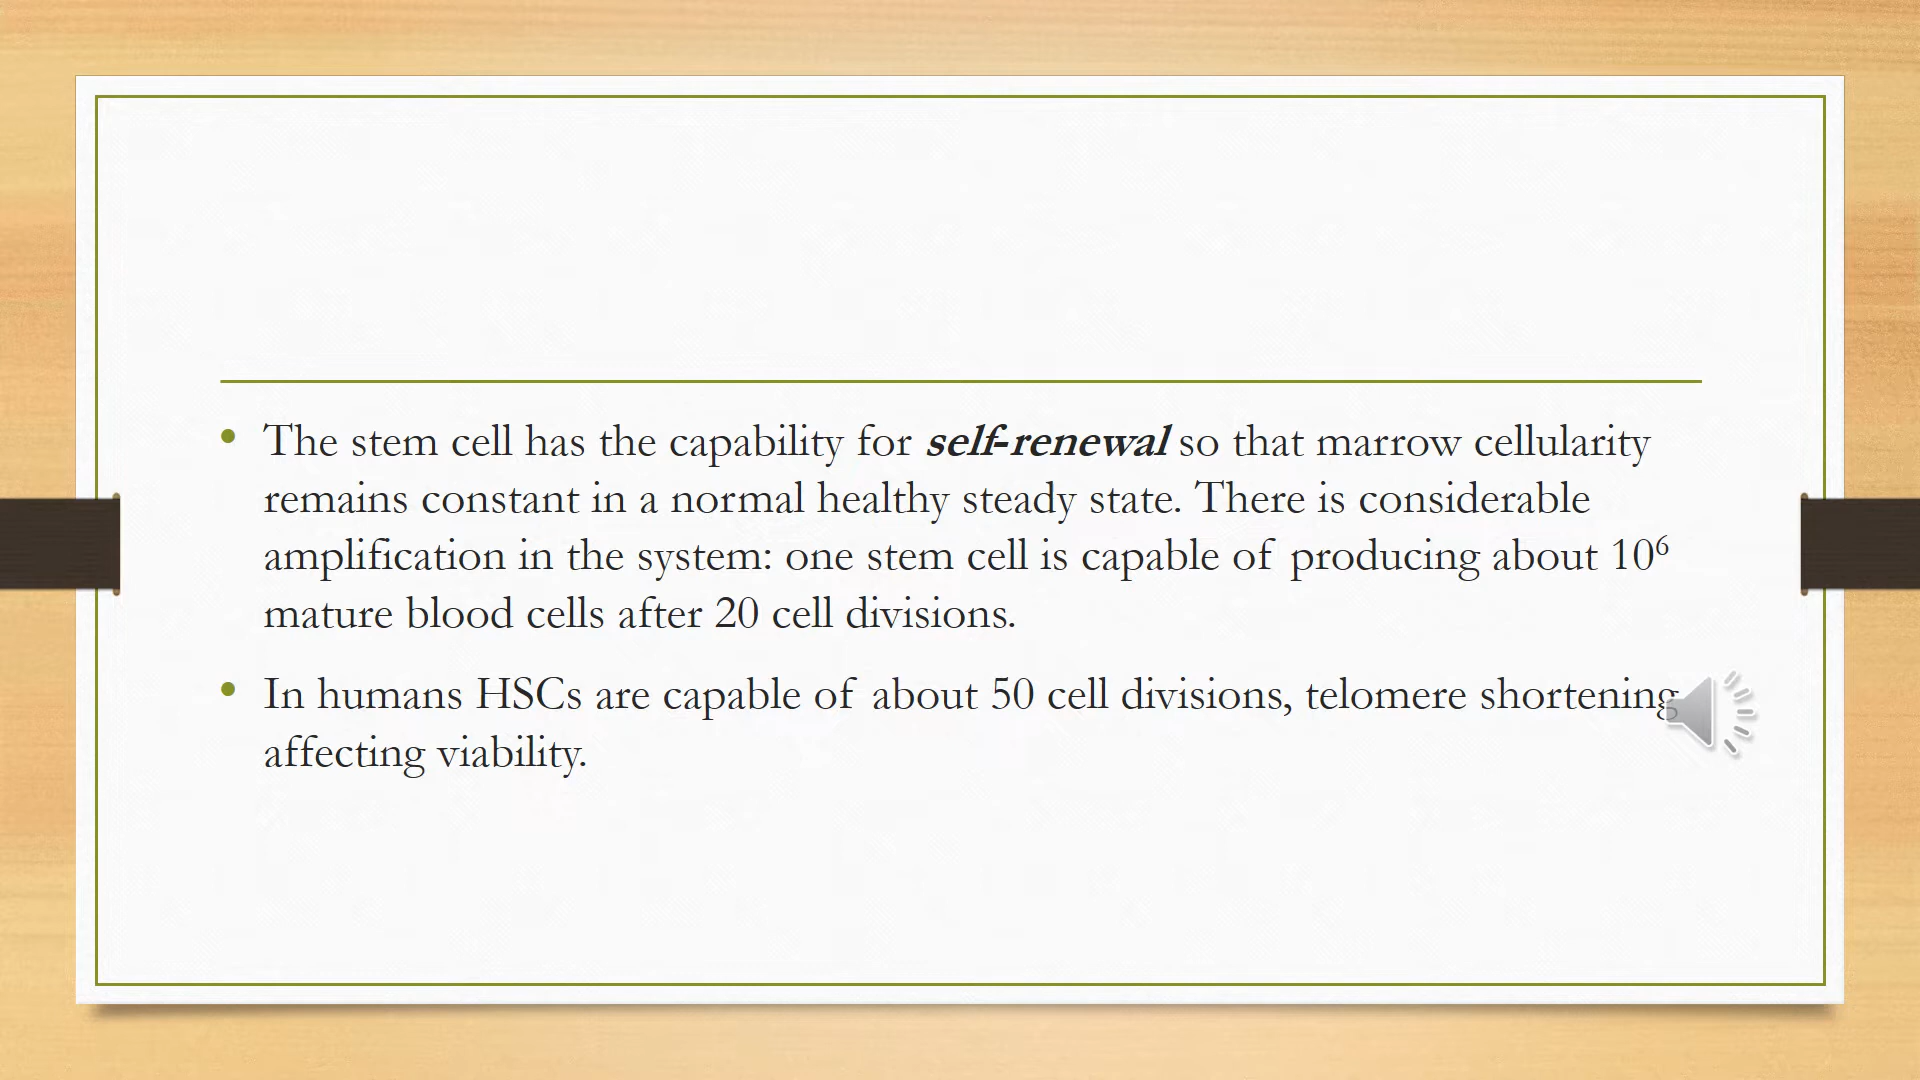 • The stem cell has the capability for self-renewal so that marrow cellularity
remains constant in a normal healthy steady state. There is considerable
amplification in the system: one stem cell is capable of producing about 10⁶
mature blood cells after 20 cell divisions.
• In humans HSCs are capable of about 50 cell divisions, telomere shortening
affecting viability.